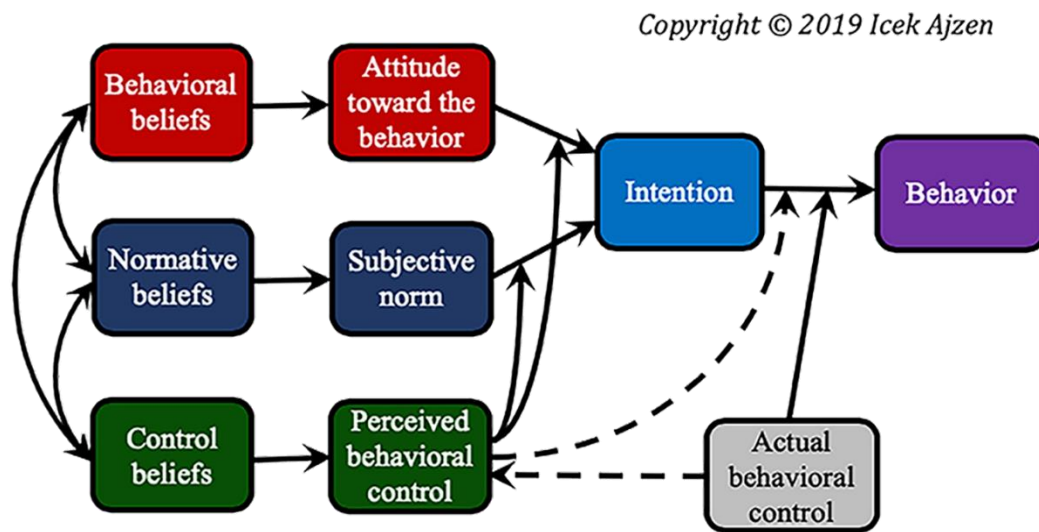 Copyright © 2019 Icek Ajzen
Behavioral
beliefs
Attitude
toward the
behavior
Intention
Behavior
Normative
beliefs
Subjective
norm
Control
beliefs
Perceived
behavioral
control
Actual
behavioral
control